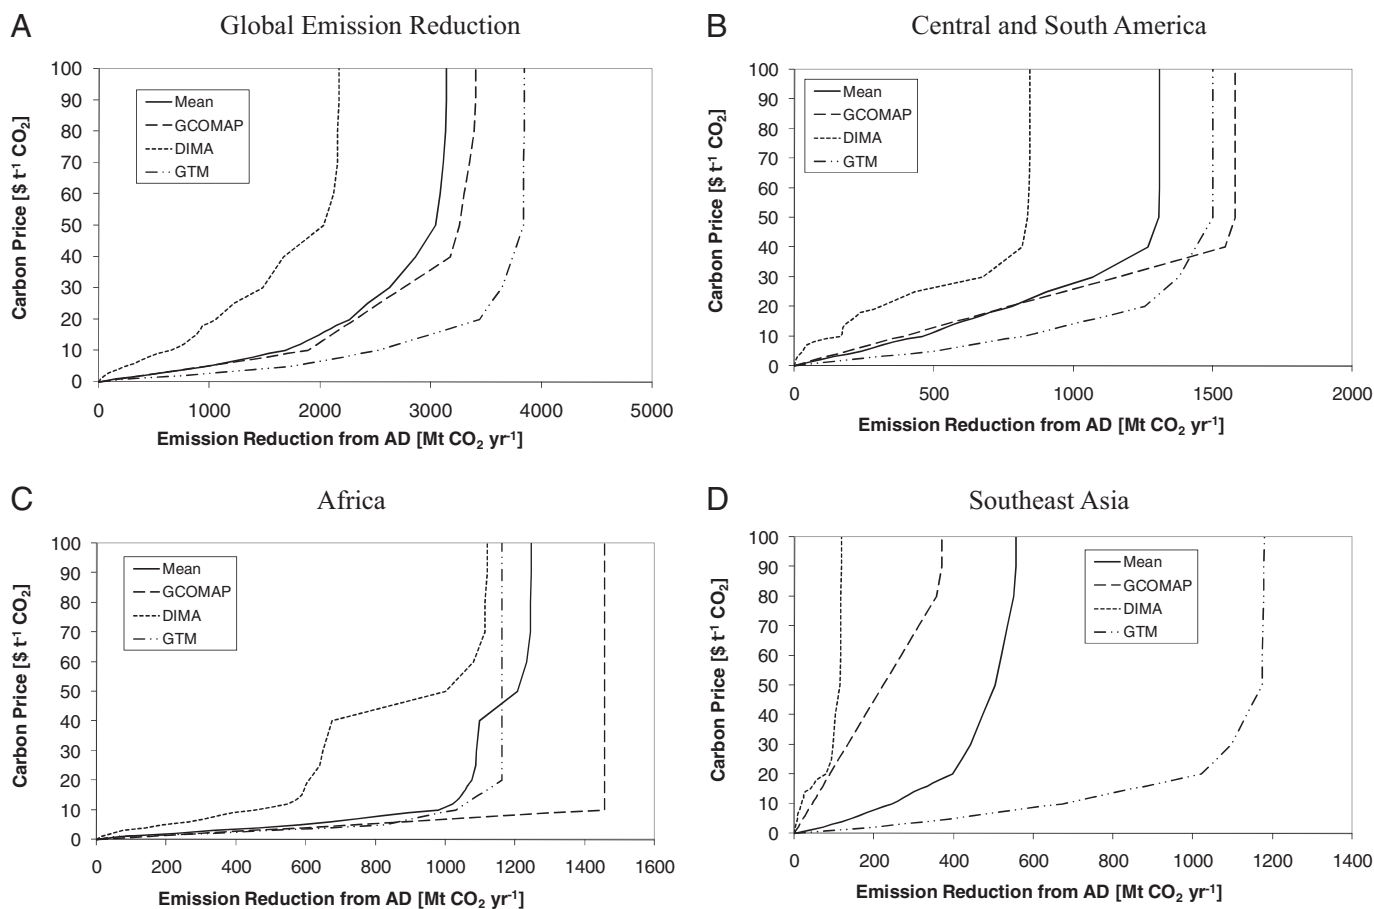 A
Global Emission Reduction
Carbon Price [$ t-1 CO2]
100
90
80
70
60
50
40
30
20
10
0
Mean
GCOMAP
DIMA
GTM
0 1000 2000 3000 4000 5000
Emission Reduction from AD [Mt CO2 yr-1]
B
Central and South America
Carbon Price [$ t-1 CO2]
100
90
80
70
60
50
40
30
20
10
0
Mean
GCOMAP
DIMA
GTM
0 500 1000 1500 2000
Emission Reduction from AD [Mt CO2 yr-1]
C
Africa
Carbon Price [$ t-1 CO2]
100
90
80
70
60
50
40
30
20
10
0
Mean
GCOMAP
DIMA
GTM
0 200 400 600 800 1000 1200 1400 1600
Emission Reduction from AD [Mt CO2 yr-1]
D
Southeast Asia
Carbon Price [$ t-1 CO2]
100
90
80
70
60
50
40
30
20
10
0
Mean
GCOMAP
DIMA
GTM
0 200 400 600 800 1000 1200 1400
Emission Reduction from AD [Mt CO2 yr-1]